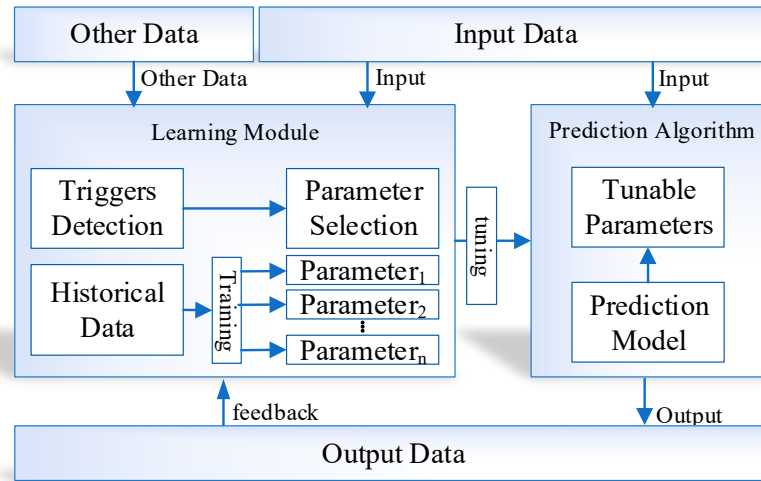 Other Data
Input Data
Other Data
Input
Input
Learning Module
Prediction Algorithm
Triggers
Detection
Parameter
Selection
tuning
Tunable
Parameters
Historical
Data
Training
Parameter₁
Parameter₂
⋮
Parameterₙ
Prediction
Model
feedback
Output
Output Data